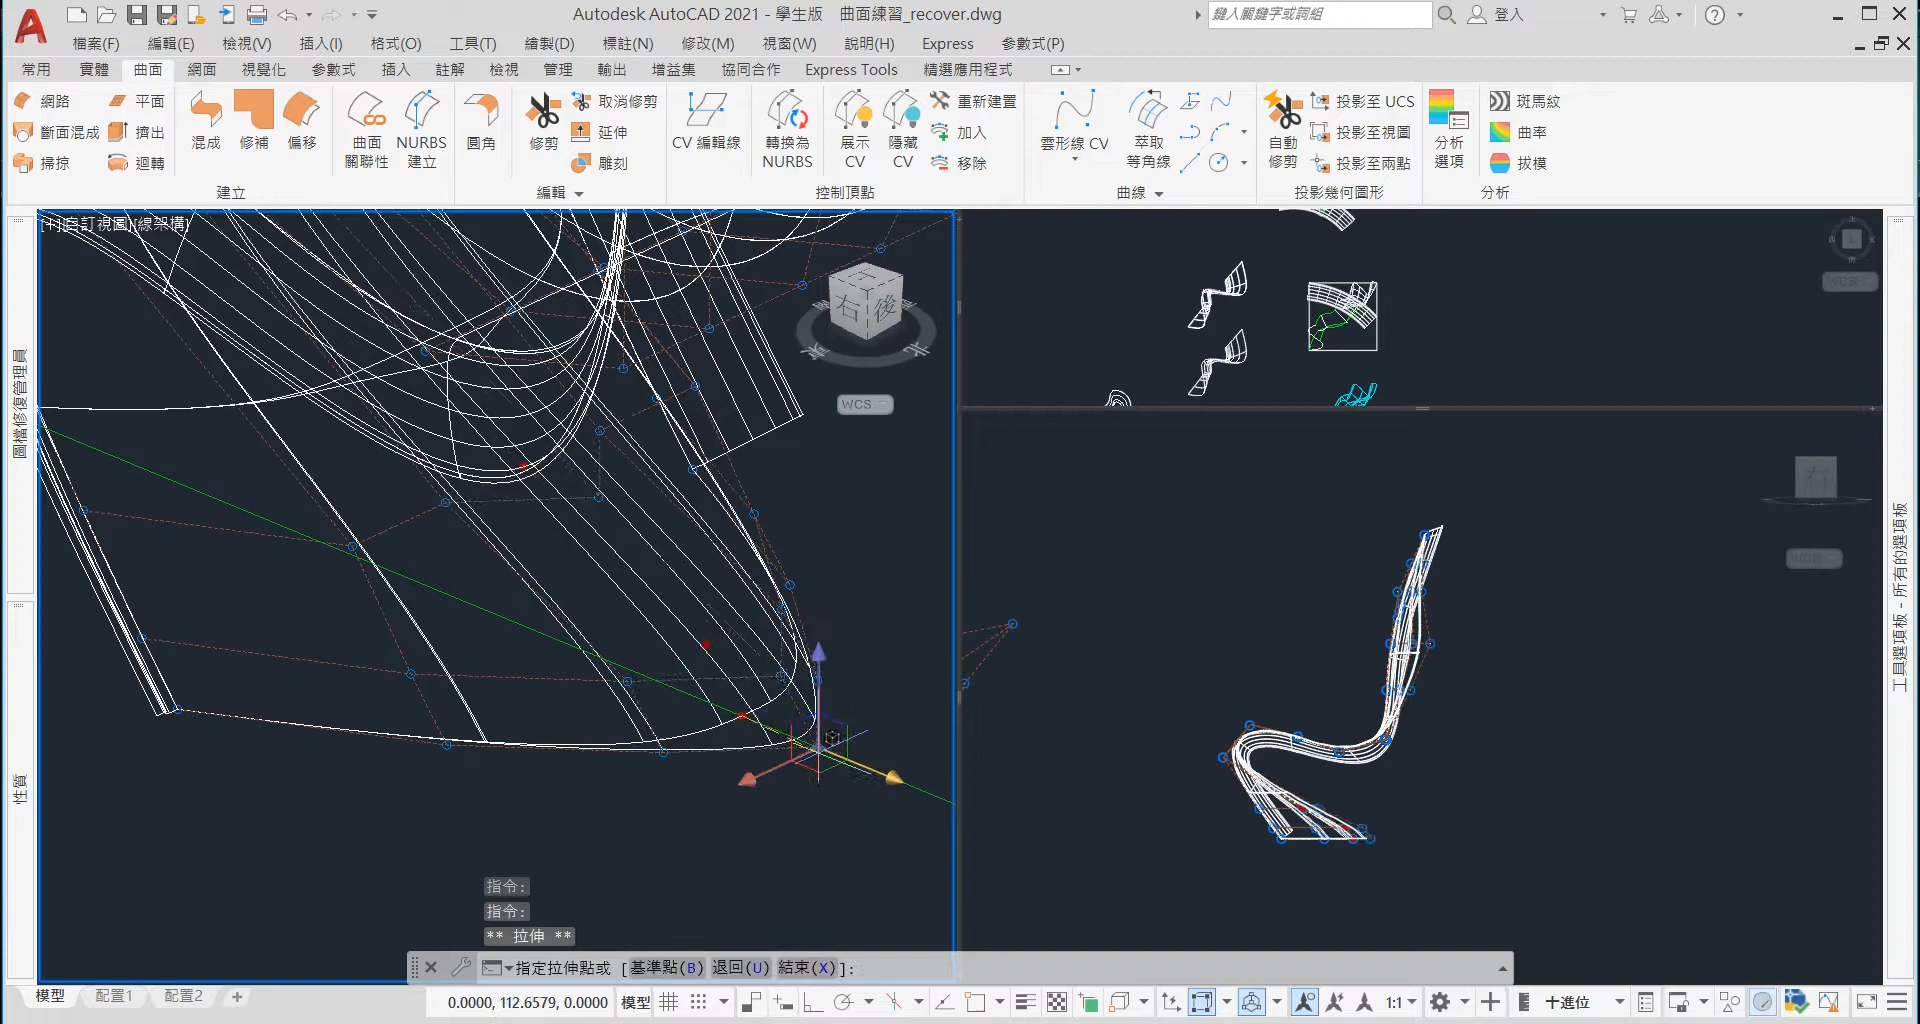 Autodesk AutoCAD 2021 - 學生版 曲面練習_recover.dwg
鍵入關鍵字或詞組
登入
檔案(F) 編輯(E) 檢視(V) 插入(I) 格式(O) 工具(T) 繪製(D) 標註(N) 修改(M) 視窗(W) 說明(H) Express 參數式(P)
常用 實體 曲面 網面 視覺化 參數式 插入 註解 檢視 管理 輸出 增益集 協同合作 Express Tools 精選應用程式
網路 平面
斷面混成 擠出
掃掠 迴轉
混成 修補 偏移
曲面
關聯性
NURBS
建立
圓角
修剪
取消修剪
延伸
雕刻
CV 編輯線
轉換為
NURBS
展示
CV
隱藏
CV
重新建置
加入
移除
雲形線 CV
萃取
等角線
自動
修剪
投影至 UCS
投影至視圖
投影至兩點
分析
選項
斑馬紋
曲率
拔模
建立 編輯 控制頂點 曲線 投影幾何圖形 分析
[+][自訂視圖][線架構]
圖檔修復管理員
性質
上
右 後
WCS
WCS
右
工具選項板 - 所有的選項板
指令:
指令:
** 拉伸 **
指定拉伸點或 [基準點(B) 退回(U) 結束(X)]:
模型 配置1 配置2 +
0.0000, 112.6579, 0.0000 模型 1:1 十進位